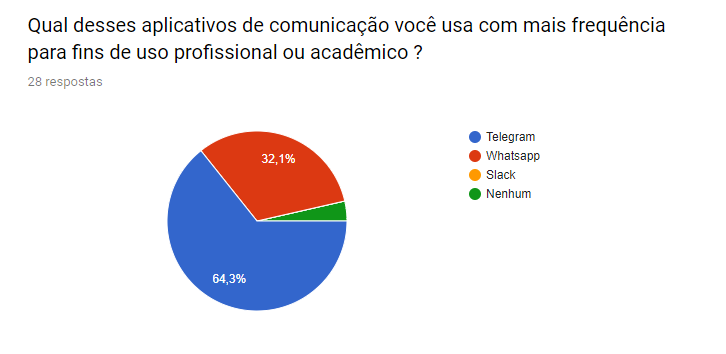 Qual desses aplicativos de comunicação você usa com mais frequência
para fins de uso profissional ou acadêmico ?
28 respostas
32,1%
64,3%
Telegram
Whatsapp
Slack
Nenhum